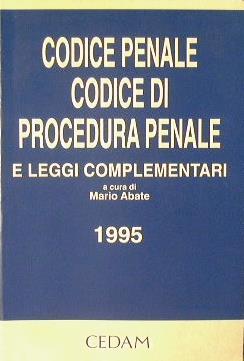 CODICE PENALE
CODICE DI
PROCEDURA PENALE
E LEGGI COMPLEMENTARI
a cura di
Mario Abate
1995
CEDAM